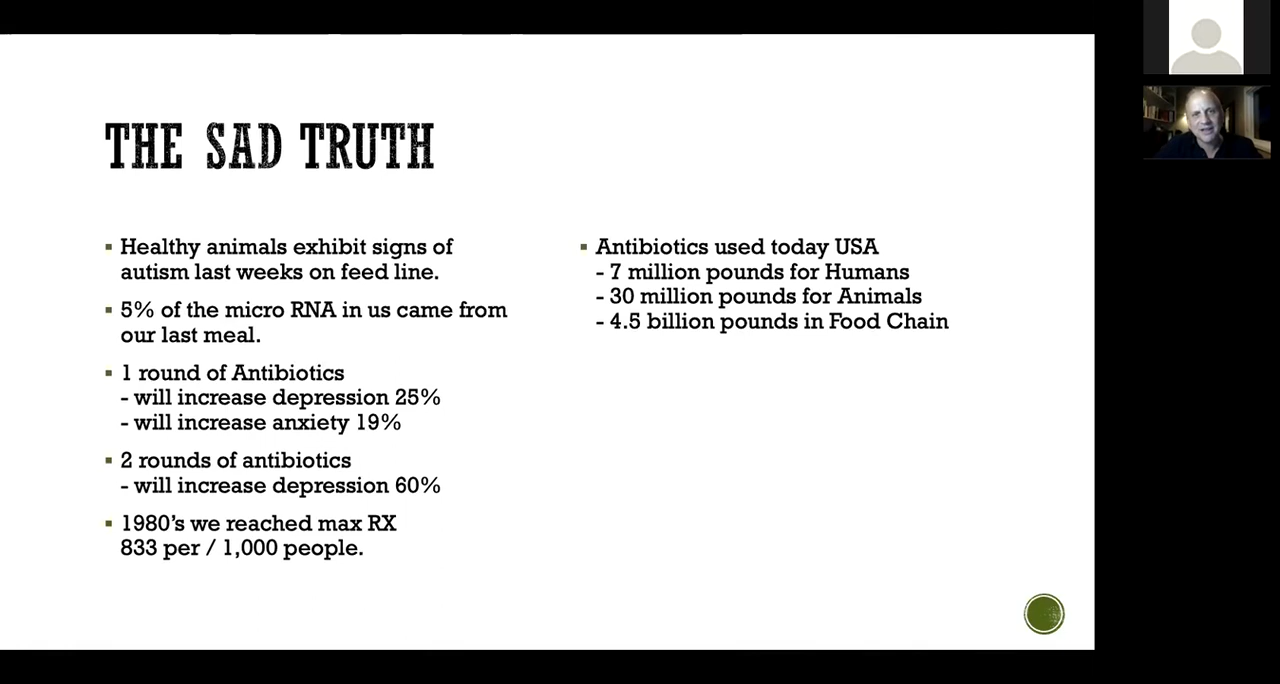 THE SAD TRUTH
Healthy animals exhibit signs of
autism last weeks on feed line.
5% of the micro RNA in us came from
our last meal.
1 round of Antibiotics
- will increase depression 25%
- will increase anxiety 19%
2 rounds of antibiotics
- will increase depression 60%
1980's we reached max RX
833 per / 1,000 people.
Antibiotics used today USA
- 7 million pounds for Humans
- 30 million pounds for Animals
- 4.5 billion pounds in Food Chain